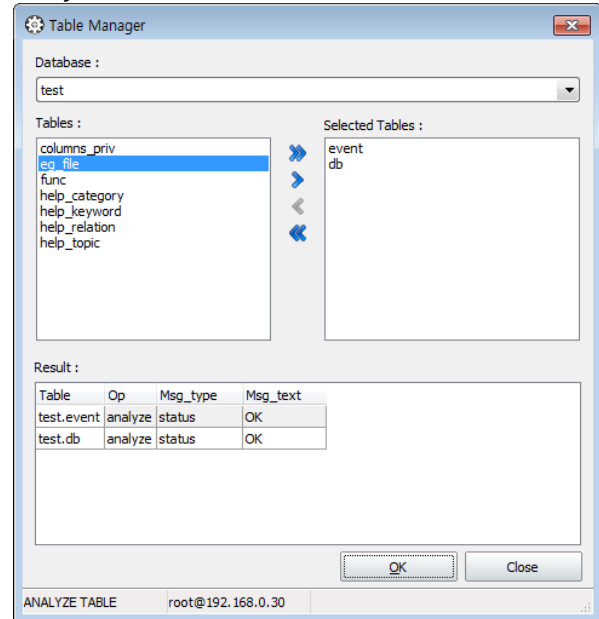 Table Manager
Database :
test
Tables :
Selected Tables :
columns_priv
eg_file
func
help_category
help_keyword
help_relation
help_topic
event
db
Result :
Table Op Msg_type Msg_text
test.event analyze status OK
test.db analyze status OK
OK Close
ANALYZE TABLE root@192.168.0.30